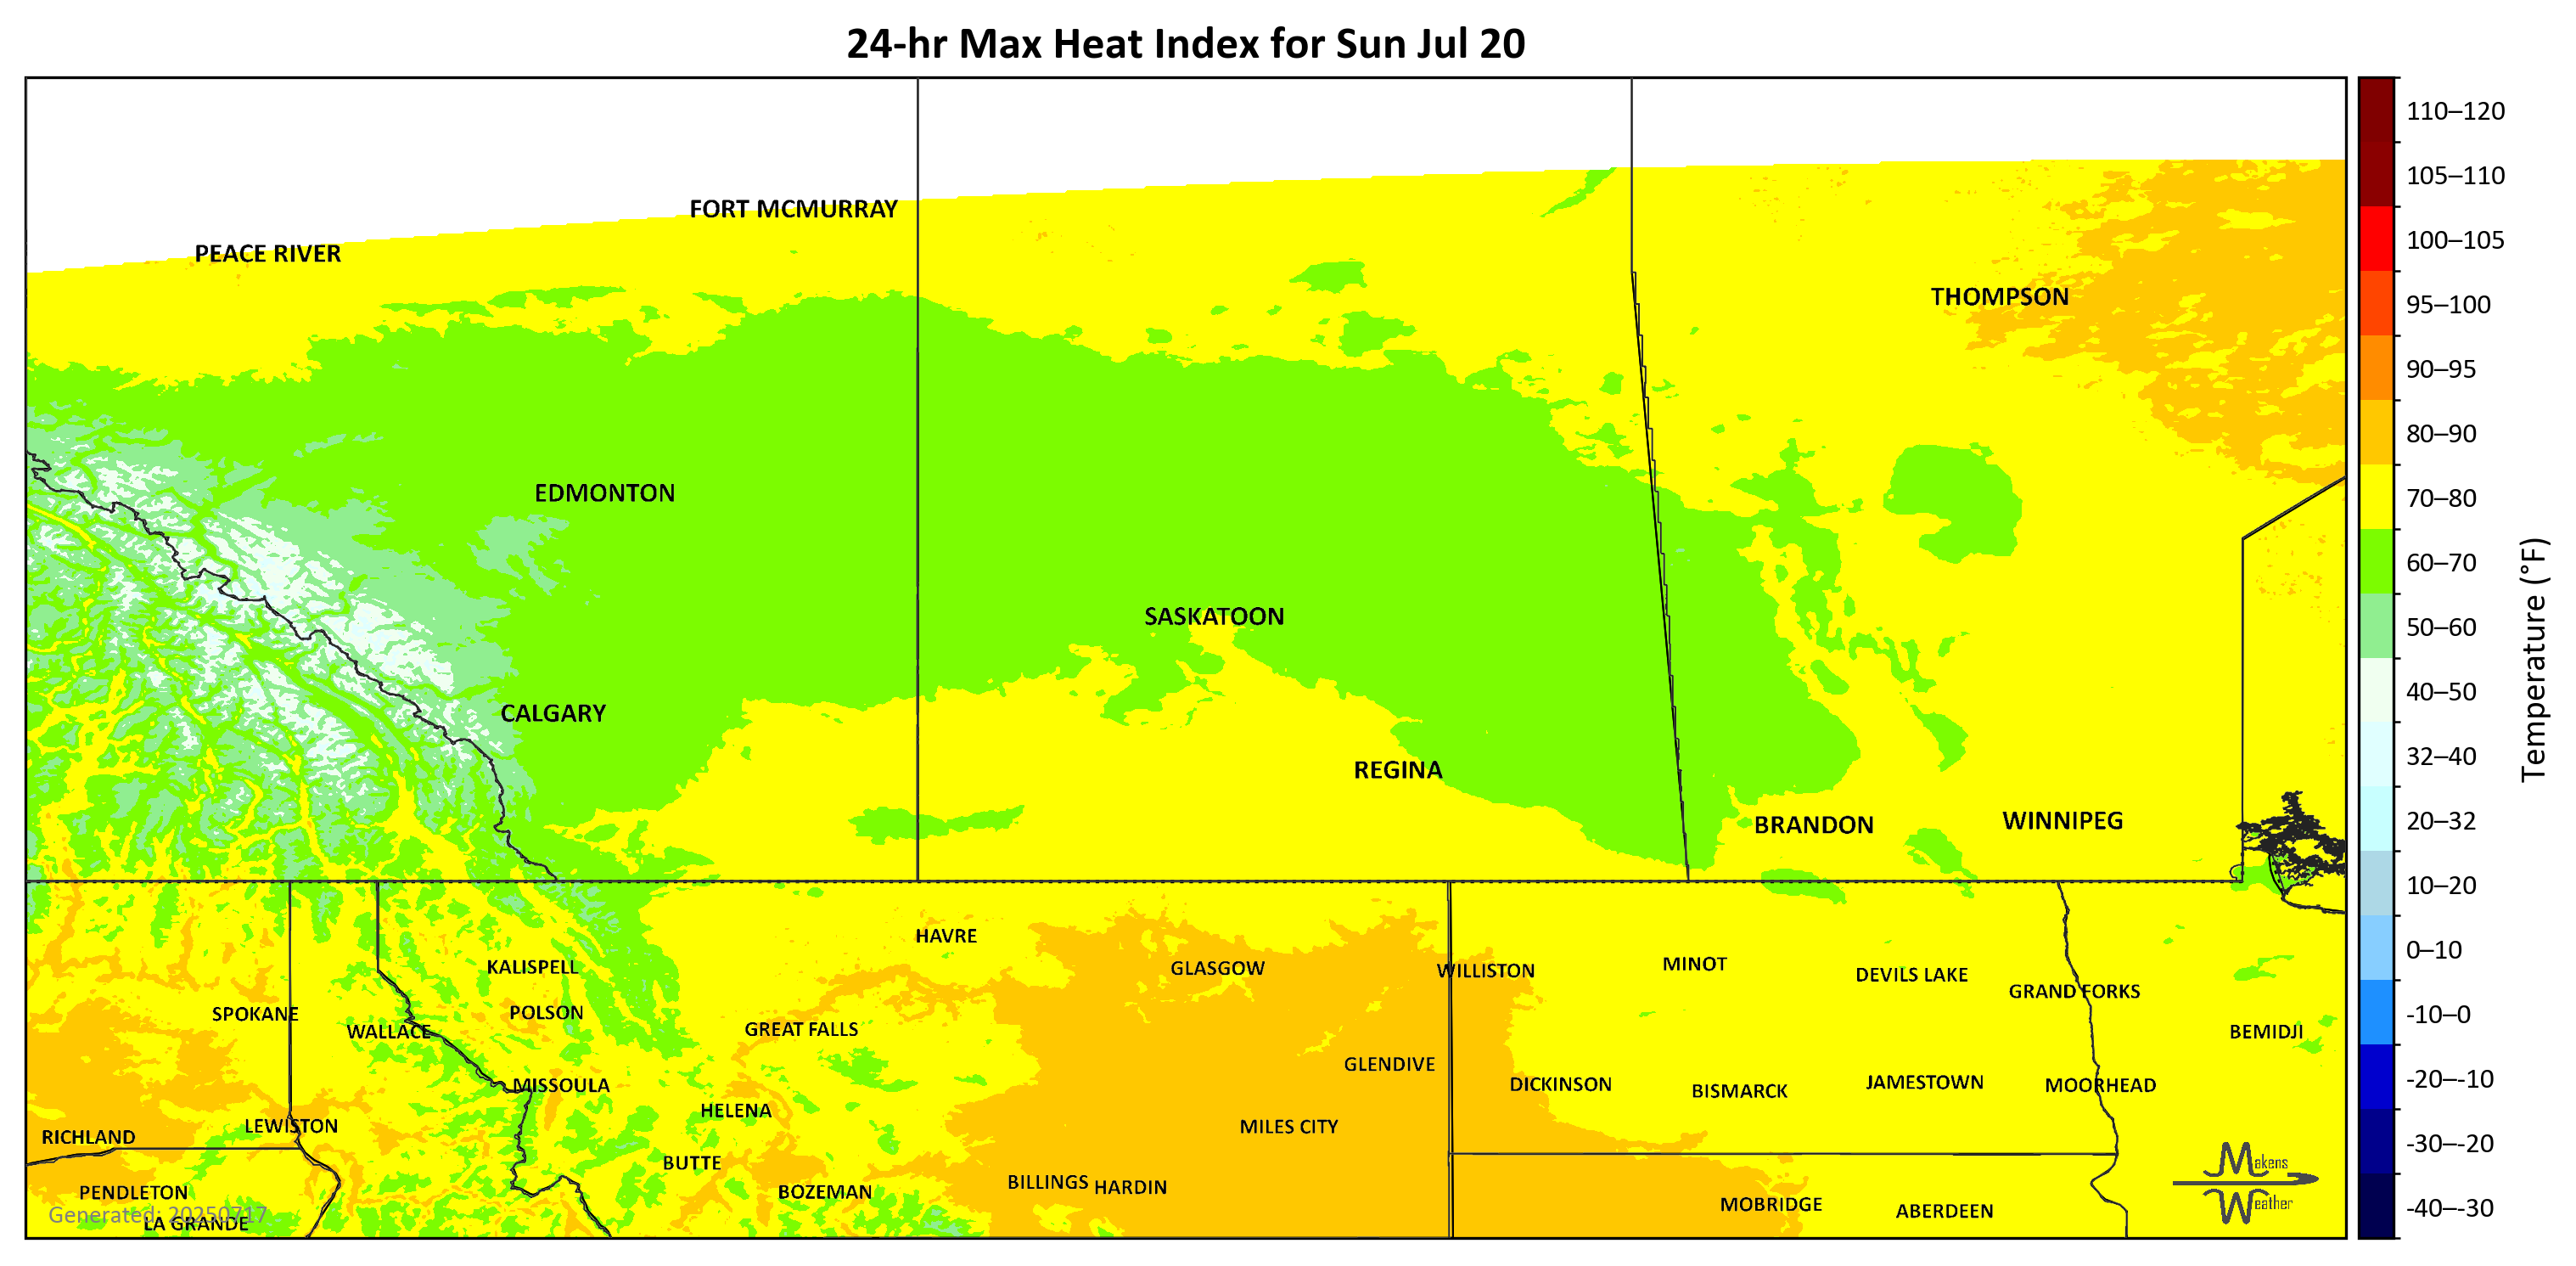 24-hr Max Heat Index for Sun Jul 20
110–120
105–110
FORT MCMURRAY
100–105
PEACE RIVER
THOMPSON
95–100
90–95
80–90
EDMONTON
70–80
60–70
SASKATOON
50–60
Temperature (°F)
40–50
CALGARY
32–40
REGINA
BRANDON
WINNIPEG
20–32
10–20
HAVRE
0–10
KALISPELL
GLASGOW
WILLISTON
MINOT
DEVILS LAKE
GRAND FORKS
SPOKANE
POLSON
-10–0
WALLACE
GREAT FALLS
BEMIDJI
GLENDIVE
MISSOULA
DICKINSON
BISMARCK
JAMESTOWN
MOORHEAD
-20–-10
HELENA
LEWISTON
MILES CITY
RICHLAND
-30–-20
BUTTE
Makens
Weather
PENDLETON
BOZEMAN
BILLINGS
HARDIN
MOBRIDGE
ABERDEEN
-40–-30
Generated: 20250717
LA GRANDE